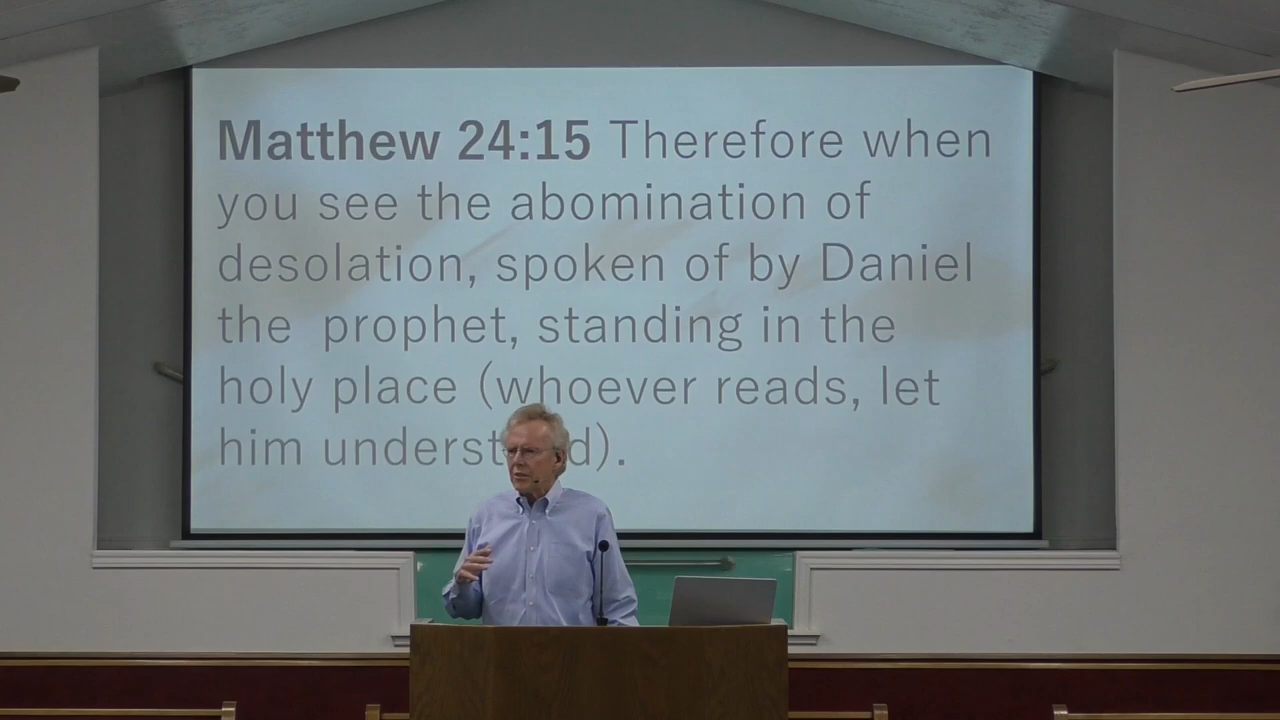 Matthew 24:15 Therefore when
you see the abomination of
desolation, spoken of by Daniel
the prophet, standing in the
holy place (whoever reads, let
him understand).